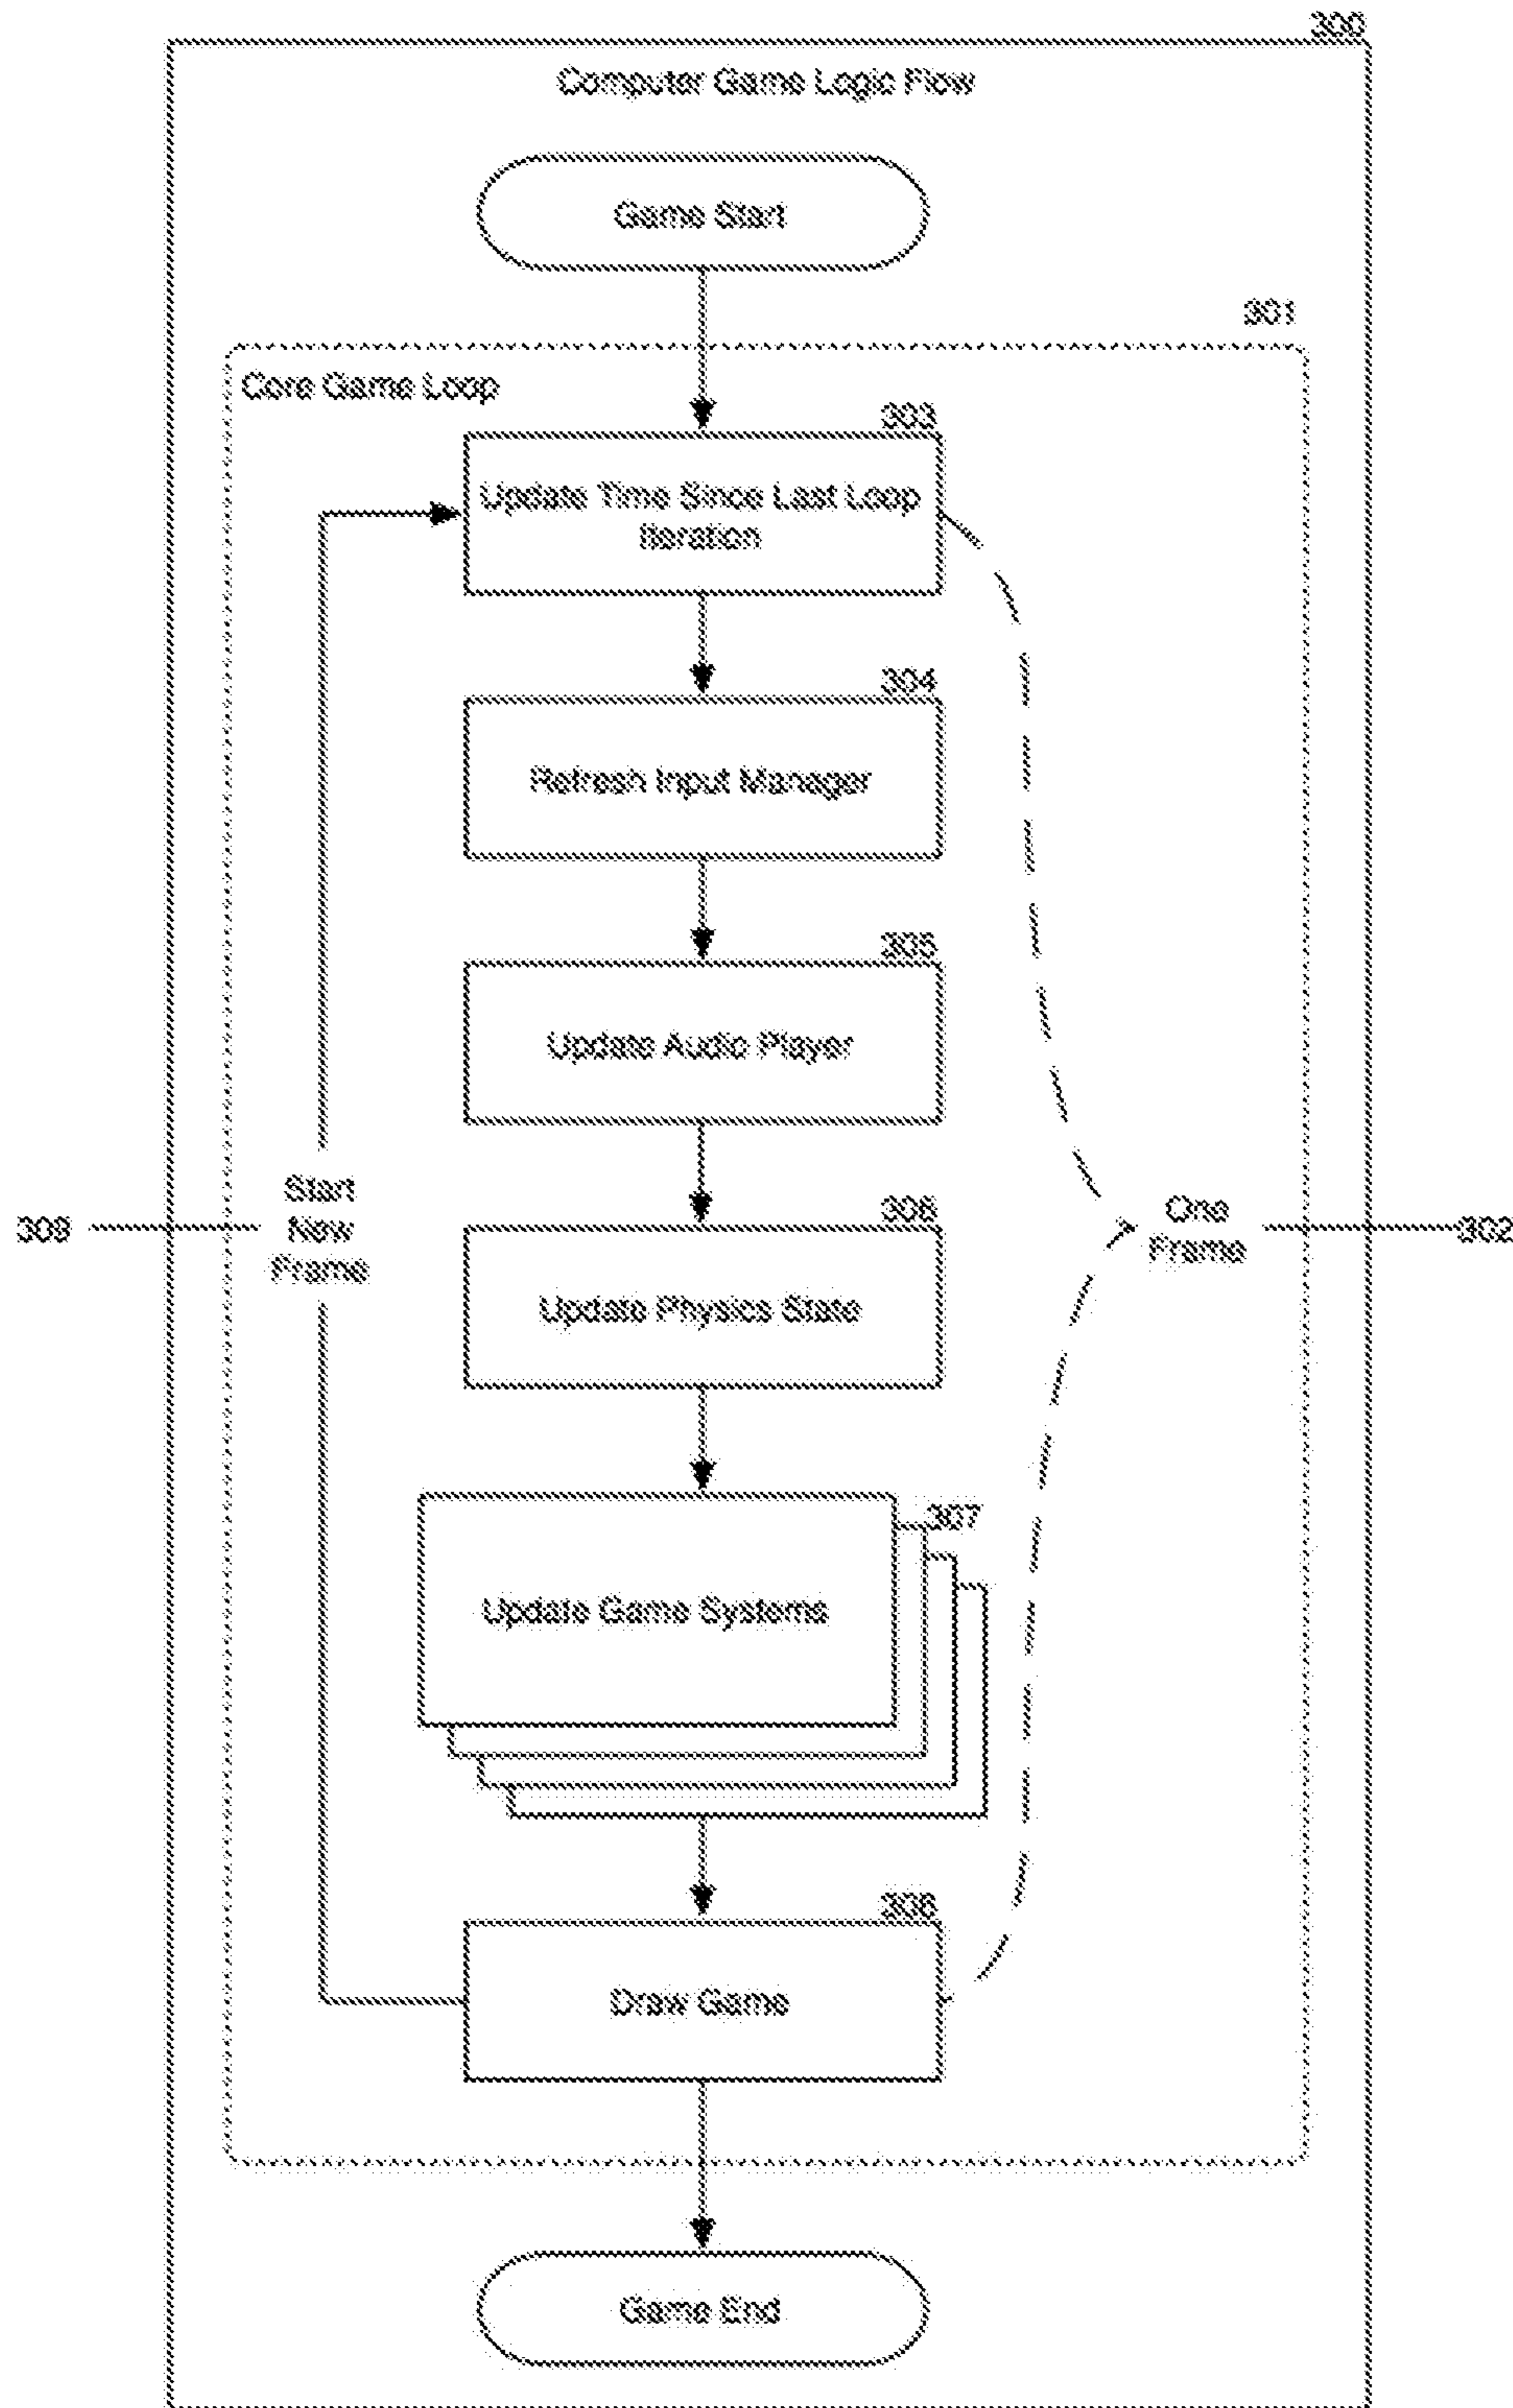 300
Computer Game Logic Flow
Game Start
301
Core Game Loop
303
Update Time Since Last Loop
Iteration
304
Refresh Input Manager
305
Update Audio Player
306
Update Physics State
Start
New
Frame
309
One
Frame
302
307
Update Game Systems
308
Draw Game
Game End